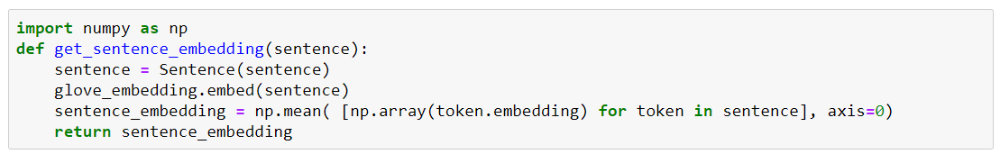 import numpy as np
def get_sentence_embedding(sentence):
    sentence = Sentence(sentence)
    glove_embedding.embed(sentence)
    sentence_embedding = np.mean( [np.array(token.embedding) for token in sentence], axis=0)
    return sentence_embedding